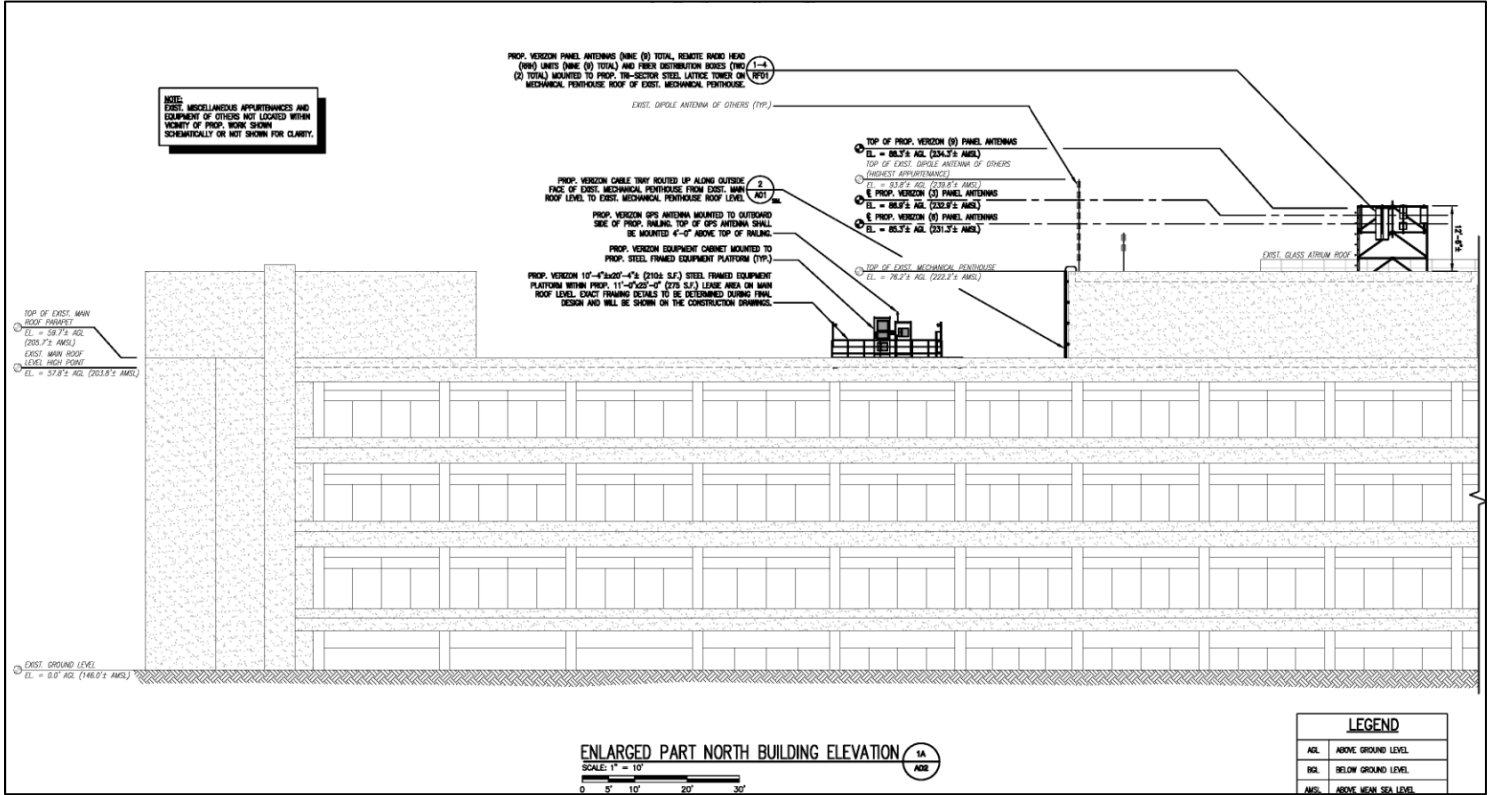 PROP. VERIZON PANEL ANTENNAS (NINE (9) TOTAL, REMOTE RADIO HEAD
(RRH) UNITS (NINE (9) TOTAL) AND FIBER DISTRIBUTION BOXES (TWO
(2) TOTAL) MOUNTED TO PROP. TRI-SECTOR STEEL LATTICE TOWER ON
MECHANICAL PENTHOUSE ROOF OF EXIST. MECHANICAL PENTHOUSE.
1-4
RF01
NOTE:
EXIST. MISCELLANEOUS APPURTENANCES AND
EQUIPMENT OF OTHERS NOT LOCATED WITHIN
VICINITY OF PROP. WORK SHOWN
SCHEMATICALLY OR NOT SHOWN FOR CLARITY.
EXIST. DIPOLE ANTENNA OF OTHERS (TYP.)
TOP OF PROP. VERIZON (9) PANEL ANTENNAS
EL. = 88.3'± AGL (234.3'± AMSL)
TOP OF EXIST. DIPOLE ANTENNA OF OTHERS
(HIGHEST APPURTENANCE)
EL. = 93.8'± AGL (239.8'± AMSL)
℄ PROP. VERIZON (3) PANEL ANTENNAS
EL. = 86.9'± AGL (232.9'± AMSL)
℄ PROP. VERIZON (6) PANEL ANTENNAS
EL. = 85.3'± AGL (231.3'± AMSL)
PROP. VERIZON CABLE TRAY ROUTED UP ALONG OUTSIDE
FACE OF EXIST. MECHANICAL PENTHOUSE FROM EXIST. MAIN
ROOF LEVEL TO EXIST. MECHANICAL PENTHOUSE ROOF LEVEL
2
A01
SIM.
PROP. VERIZON GPS ANTENNA MOUNTED TO OUTBOARD
SIDE OF PROP. RAILING. TOP OF GPS ANTENNA SHALL
BE MOUNTED 4'-0" ABOVE TOP OF RAILING.
PROP. VERIZON EQUIPMENT CABINET MOUNTED TO
PROP. STEEL FRAMED EQUIPMENT PLATFORM (TYP.)
PROP. VERIZON 10'-4"±x20'-4"± (210± S.F.) STEEL FRAMED EQUIPMENT
PLATFORM WITHIN PROP. 11'-0"x25'-0" (275 S.F.) LEASE AREA ON MAIN
ROOF LEVEL. EXACT FRAMING DETAILS TO BE DETERMINED DURING FINAL
DESIGN AND WILL BE SHOWN ON THE CONSTRUCTION DRAWINGS.
EXIST. GLASS ATRIUM ROOF
TOP OF EXIST. MECHANICAL PENTHOUSE
EL. = 76.2'± AGL (222.2'± AMSL)
TOP OF EXIST. MAIN
ROOF PARAPET
EL. = 59.7'± AGL
(205.7'± AMSL)
EXIST. MAIN ROOF
LEVEL HIGH POINT
EL. = 57.8'± AGL (203.8'± AMSL)
EXIST. GROUND LEVEL
EL. = 0.0' AGL (146.0'± AMSL)
ENLARGED PART NORTH BUILDING ELEVATION
1A
A02
SCALE: 1" = 10'
0 5' 10' 20' 30'
LEGEND
AGL ABOVE GROUND LEVEL
BGL BELOW GROUND LEVEL
AMSL ABOVE MEAN SEA LEVEL